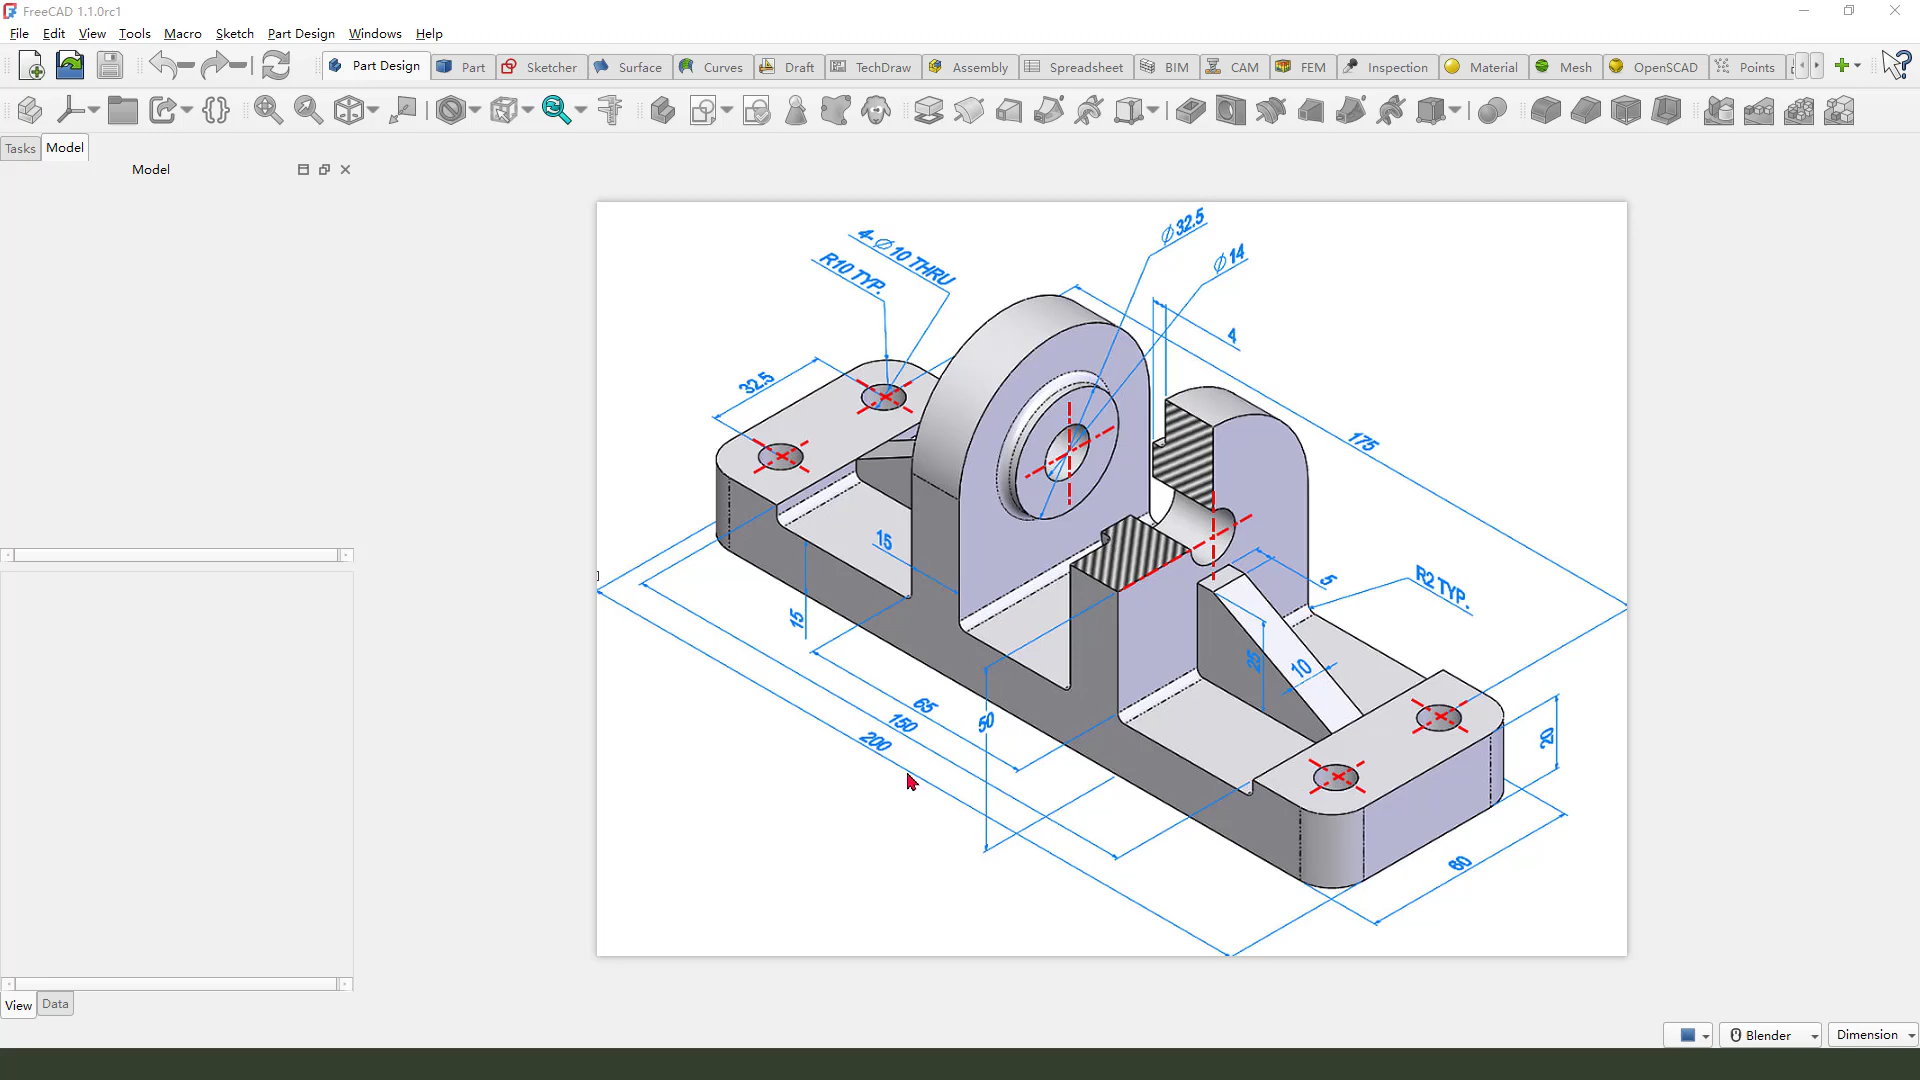 FreeCAD 1.1.0rc1
File Edit View Tools Macro Sketch Part Design Windows Help
Part Design Part Sketcher Surface Curves Draft TechDraw Assembly Spreadsheet BIM CAM FEM Inspection Material Mesh OpenSCAD Points
Tasks Model
Model
4-∅10 THRU
R10 TYP.
∅32.5
∅14
4
32.5
175
15
15
5
R2 TYP.
25
10
65
150
200
50
20
60
View Data
Blender Dimension